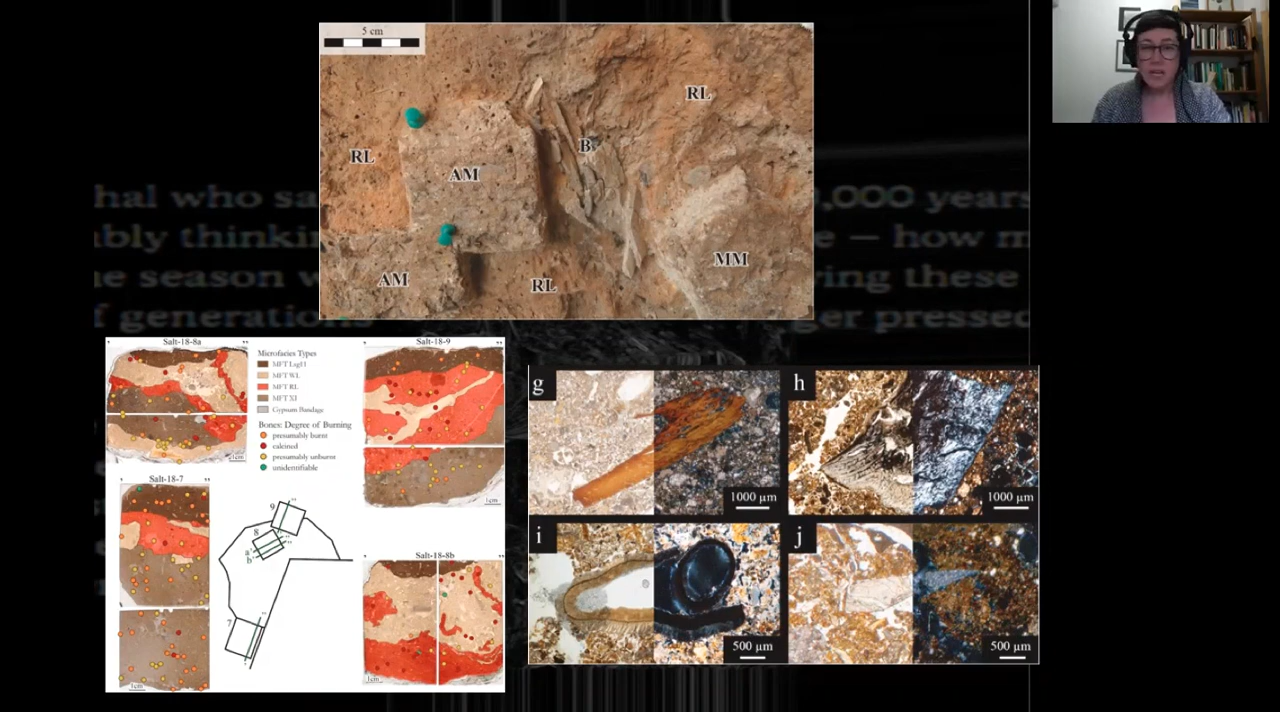 5 cm
RL
RL
B
AM
MM
AM
RL
hal who sa
,000 years
ably thinkin
e – how m
ne season w
ving these
f generations
ger pressed
Salt-18-8a
Salt-18-9
Microfacies Types
MFT LsgH
MFT WL
MFT RL
MFT XI
Gypsum Bandage
Bones: Degree of Burning
presumably burnt
calcined
presumably unburnt
unidentifiable
1cm
1cm
Salt-18-7
9
8
a
b
7
1cm
Salt-18-8b
1cm
g
1000 µm
h
1000 µm
i
500 µm
j
500 µm